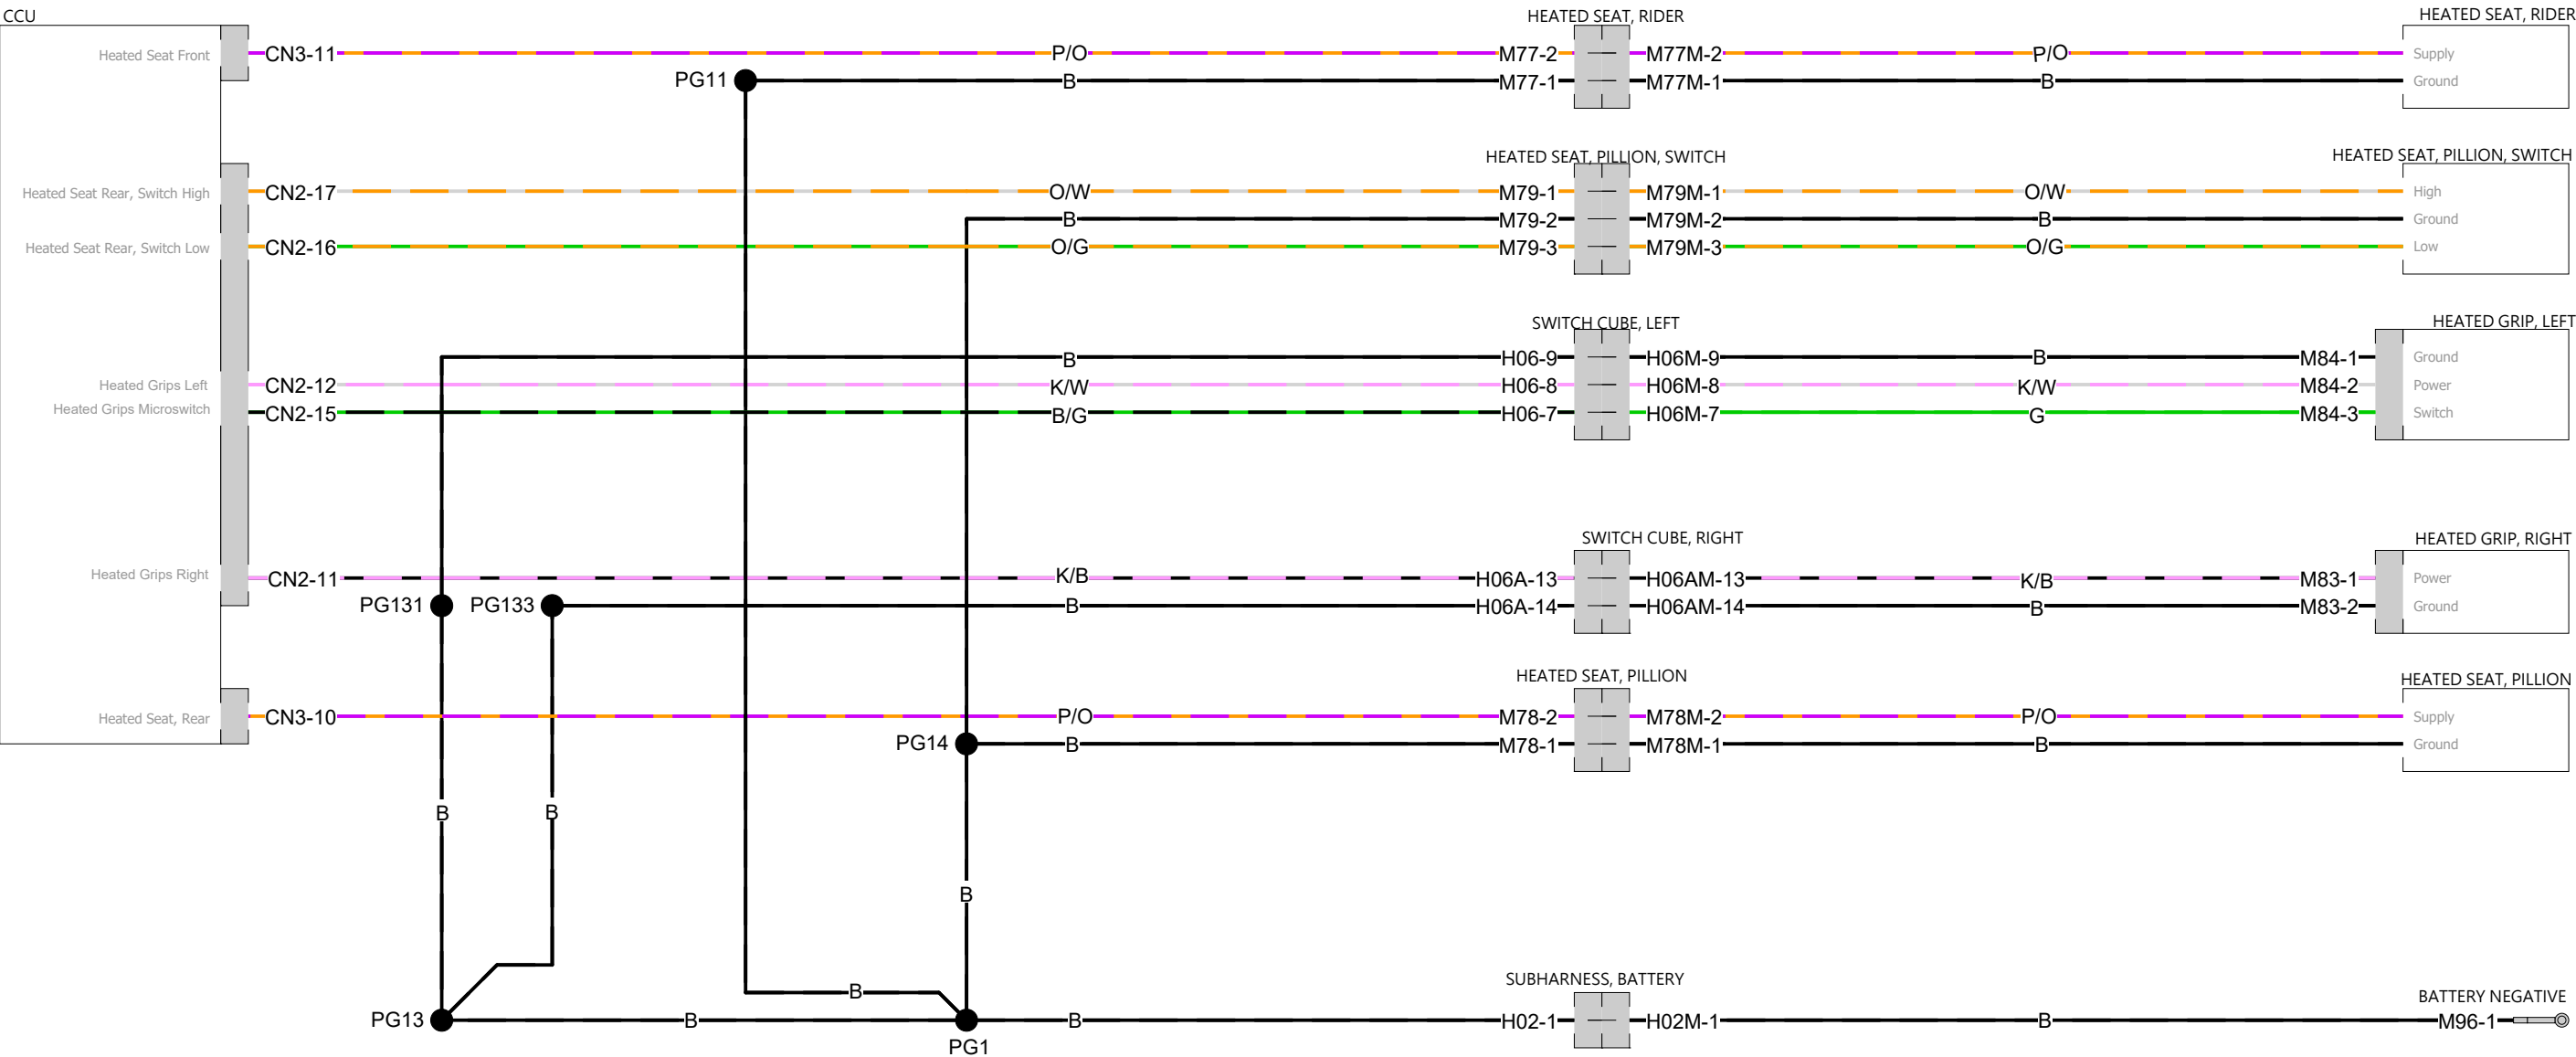 CCU
HEATED SEAT, RIDER
HEATED SEAT, RIDER
Heated Seat Front
CN3-11
P/O
M77-2
M77M-2
P/O
Supply
PG11
B
M77-1
M77M-1
B
Ground
HEATED SEAT, PILLION, SWITCH
HEATED SEAT, PILLION, SWITCH
Heated Seat Rear, Switch High
CN2-17
O/W
M79-1
M79M-1
O/W
High
B
M79-2
M79M-2
B
Ground
Heated Seat Rear, Switch Low
CN2-16
O/G
M79-3
M79M-3
O/G
Low
SWITCH CUBE, LEFT
HEATED GRIP, LEFT
B
H06-9
H06M-9
B
M84-1
Ground
Heated Grips Left
CN2-12
K/W
H06-8
H06M-8
K/W
M84-2
Power
Heated Grips Microswitch
CN2-15
B/G
H06-7
H06M-7
G
M84-3
Switch
SWITCH CUBE, RIGHT
HEATED GRIP, RIGHT
Heated Grips Right
CN2-11
K/B
H06A-13
H06AM-13
K/B
M83-1
Power
PG131
PG133
B
H06A-14
H06AM-14
B
M83-2
Ground
HEATED SEAT, PILLION
HEATED SEAT, PILLION
Heated Seat, Rear
CN3-10
P/O
M78-2
M78M-2
P/O
Supply
PG14
B
M78-1
M78M-1
B
Ground
B
B
B
SUBHARNESS, BATTERY
B
BATTERY NEGATIVE
PG13
B
B
H02-1
H02M-1
B
M96-1
PG1